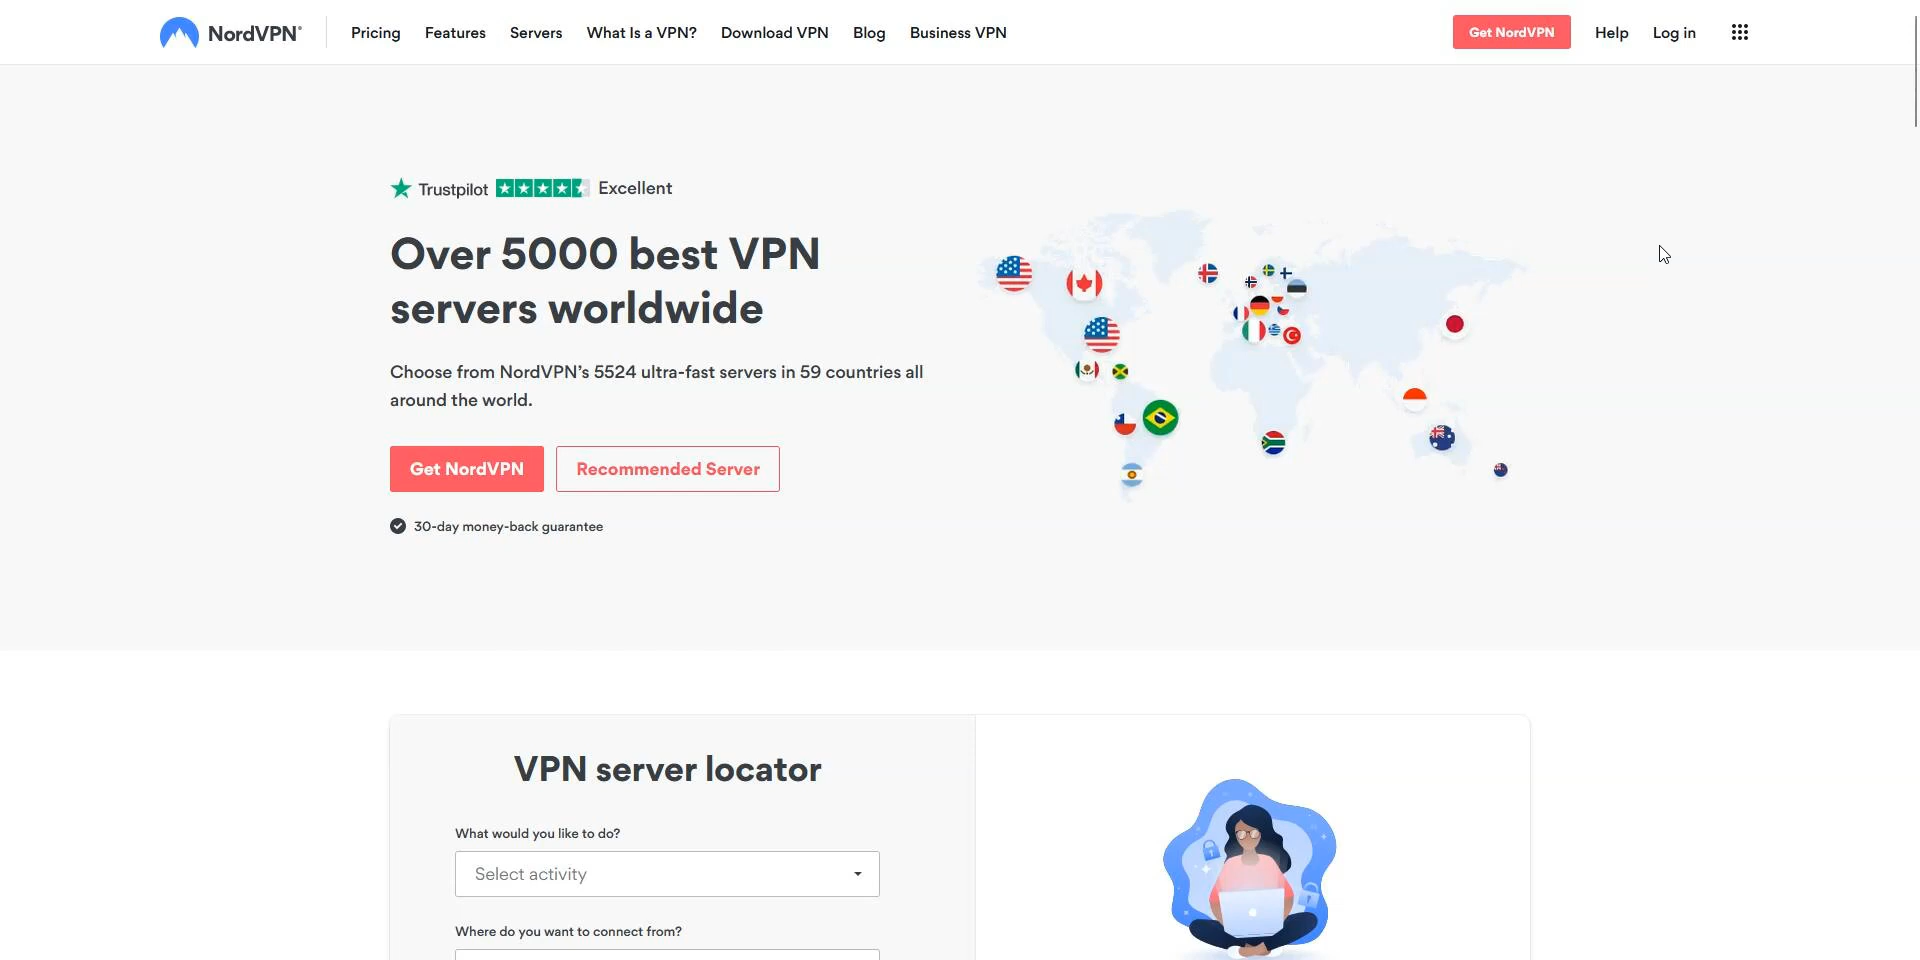 NordVPN®
Pricing
Features
Servers
What Is a VPN?
Download VPN
Blog
Business VPN
Get NordVPN
Help
Log in
Trustpilot
Excellent
Over 5000 best VPN
servers worldwide
Choose from NordVPN’s 5524 ultra-fast servers in 59 countries all
around the world.
Get NordVPN
Recommended Server
30-day money-back guarantee
VPN server locator
What would you like to do?
Select activity
Where do you want to connect from?